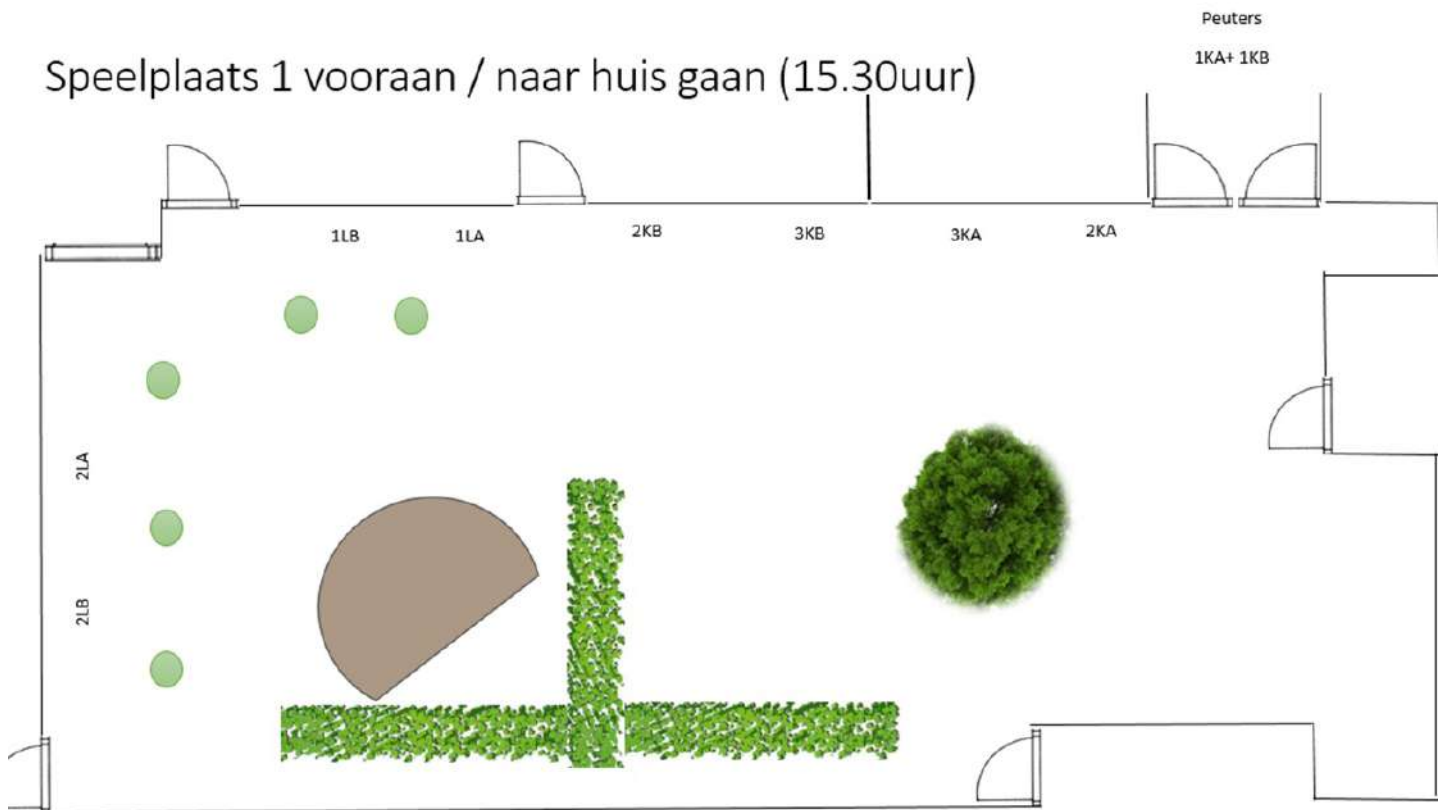 Peuters
1KA+ 1KB
Speelplaats 1 vooraan / naar huis gaan (15.30uur)
1LB
1LA
2KB
3KB
3KA
2KA
2LA
2LB